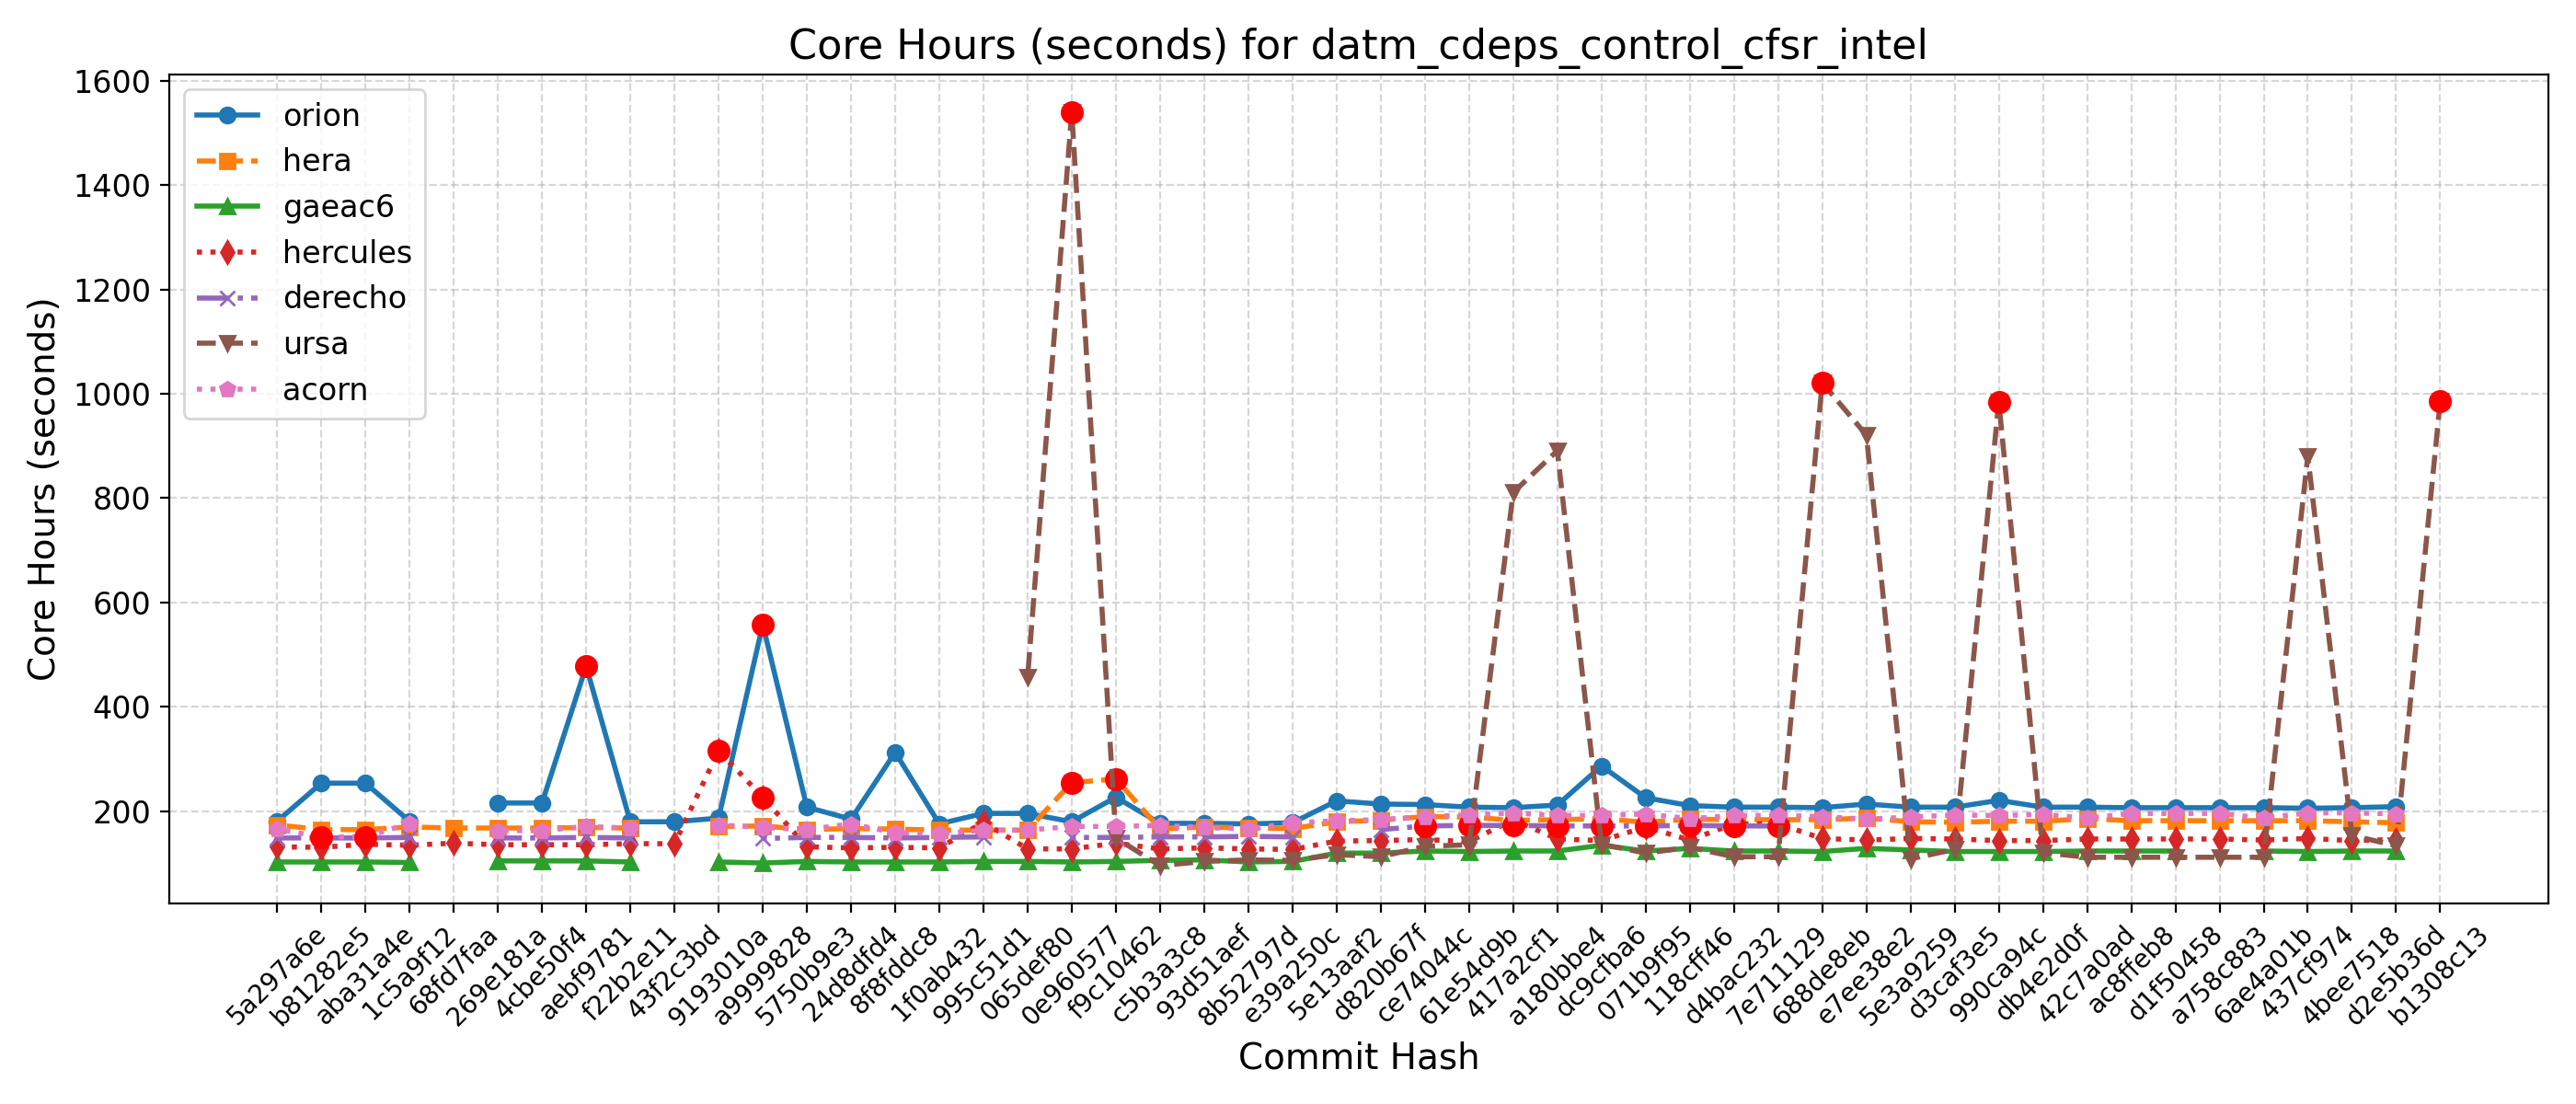 Core Hours (seconds) for datm_cdeps_control_cfsr_intel
Core Hours (seconds)
1600
1400
1200
1000
800
600
400
200
orion
hera
gaeac6
hercules
derecho
ursa
acorn
5a297a6e
b81282e5
aba31a4e
1c5a9f12
68fd7faa
269e181a
4cbe50f4
aebf9781
f22b2e11
43f2c3bd
9193010a
a9999828
5750b9e3
24d8dfd4
8f8fddc8
1f0ab432
995c51d1
065def80
0e960577
f9c10462
c5b3a3c8
93d51aef
8b52797d
e39a250c
5e13aaf2
d820b67f
ce74044c
61e54d9b
417a2cf1
a180bbe4
dc9cfba6
071b9f95
118cff46
d4bac232
7e711129
688de8eb
e7ee38e2
5e3a9259
d3caf3e5
990ca94c
db4e2d0f
42c7a0ad
ac8ffeb8
d1f50458
a758c883
6ae4a01b
437cf974
4bee7518
d2e5b36d
b1308c13
Commit Hash